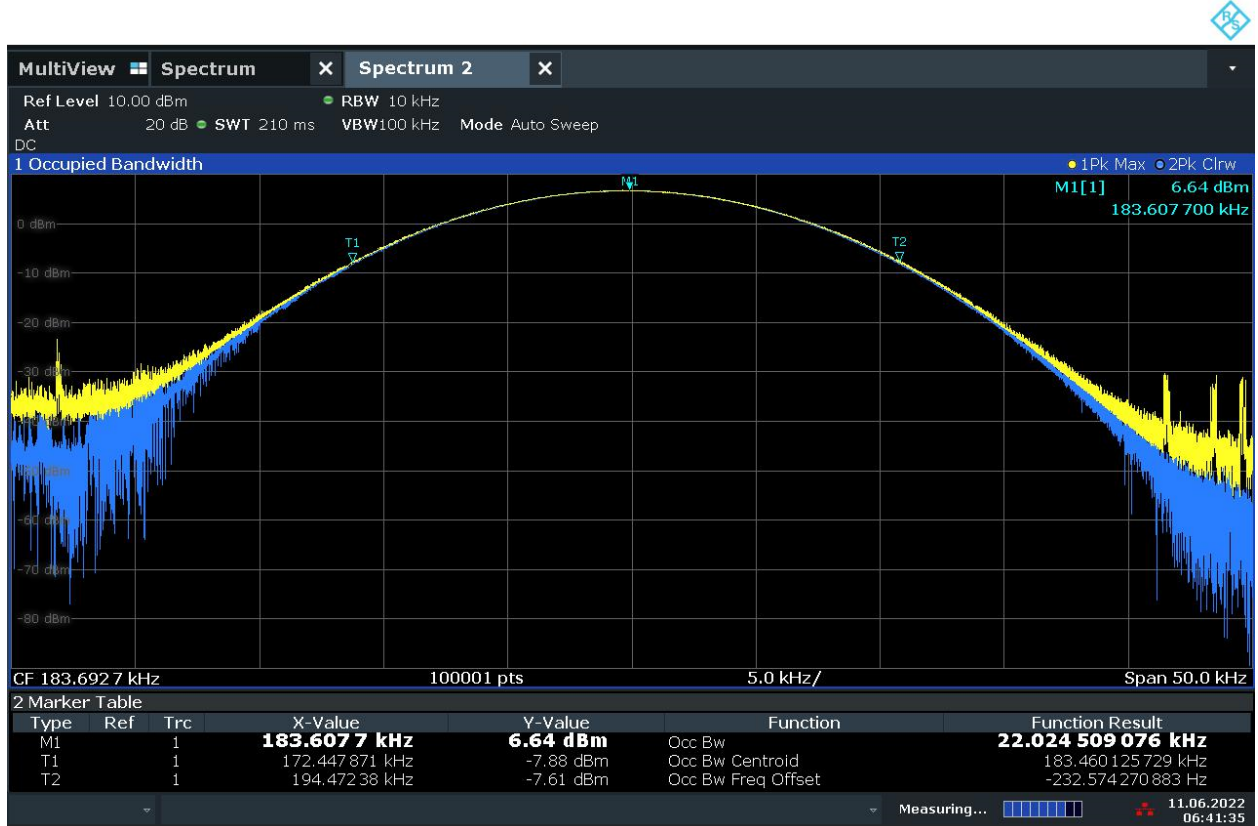 R&S
MultiView Spectrum X Spectrum 2 X
Ref Level 10.00 dBm RBW 10 kHz
Att 20 dB SWT 210 ms VBW 100 kHz Mode Auto Sweep
DC
1 Occupied Bandwidth 1Pk Max 2Pk Clrw
M1 M1[1] 6.64 dBm
183.607 700 kHz
0 dBm
T1 T2
-10 dBm
-20 dBm
-30 dBm
-60 dBm
-70 dBm
-80 dBm
CF 183.692 7 kHz 100001 pts 5.0 kHz/ Span 50.0 kHz
2 Marker Table
Type Ref Trc X-Value Y-Value Function Function Result
M1 1 183.607 7 kHz 6.64 dBm Occ Bw 22.024 509 076 kHz
T1 1 172.447 871 kHz -7.88 dBm Occ Bw Centroid 183.460 125 729 kHz
T2 1 194.472 38 kHz -7.61 dBm Occ Bw Freq Offset -232.574 270 883 Hz
Measuring... 11.06.2022
06:41:35